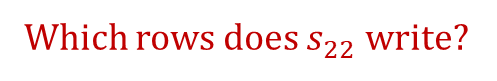 Which rows does s₂₂ write?